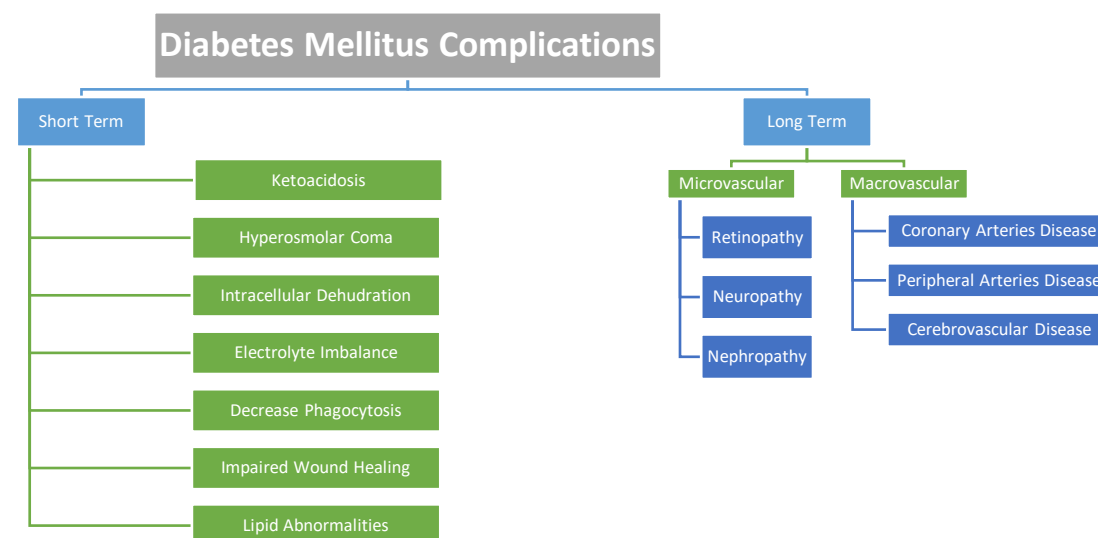 Diabetes Mellitus Complications
Short Term
Ketoacidosis
Hyperosmolar Coma
Intracellular Dehudration
Electrolyte Imbalance
Decrease Phagocytosis
Impaired Wound Healing
Lipid Abnormalities
Long Term
Microvascular
Retinopathy
Neuropathy
Nephropathy
Macrovascular
Coronary Arteries Disease
Peripheral Arteries Disease
Cerebrovascular Disease